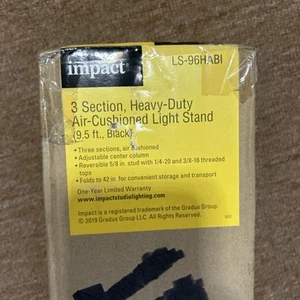 impact®
LS-96HABI
3 Section, Heavy-Duty
Air-Cushioned Light Stand
(9.5 ft., Black)
• Three sections, air cushioned
• Adjustable center column
• Reversible 5/8 in. stud with 1/4-20 and 3/8-16 threaded
tops
• Folds to 42 in. for convenient storage and transport
One-Year Limited Warranty
www.impactstudiolighting.com
Impact is a registered trademark of the Gradus Group.
© 2019 Gradus Group LLC. All Rights Reserved.